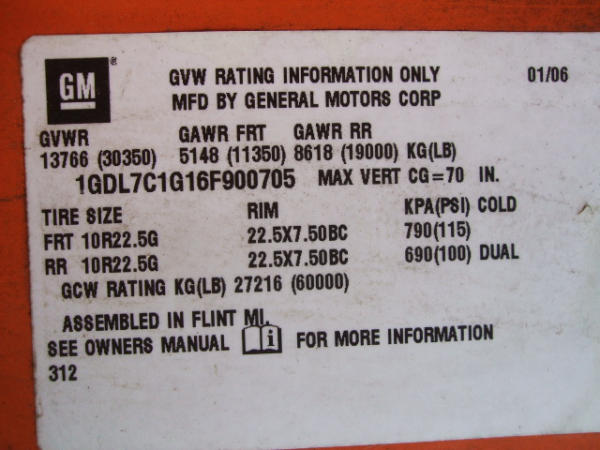 GM ®
GVW RATING INFORMATION ONLY 01/06
MFD BY GENERAL MOTORS CORP
GVWR GAWR FRT GAWR RR
13766 (30350) 5148 (11350) 8618 (19000) KG(LB)
1GDL7C1G16F900705 MAX VERT CG=70 IN.
TIRE SIZE RIM KPA(PSI) COLD
FRT 10R22.5G 22.5X7.50BC 790(115)
RR 10R22.5G 22.5X7.50BC 690(100) DUAL
GCW RATING KG(LB) 27216 (60000)
ASSEMBLED IN FLINT MI.
SEE OWNERS MANUAL i FOR MORE INFORMATION
312